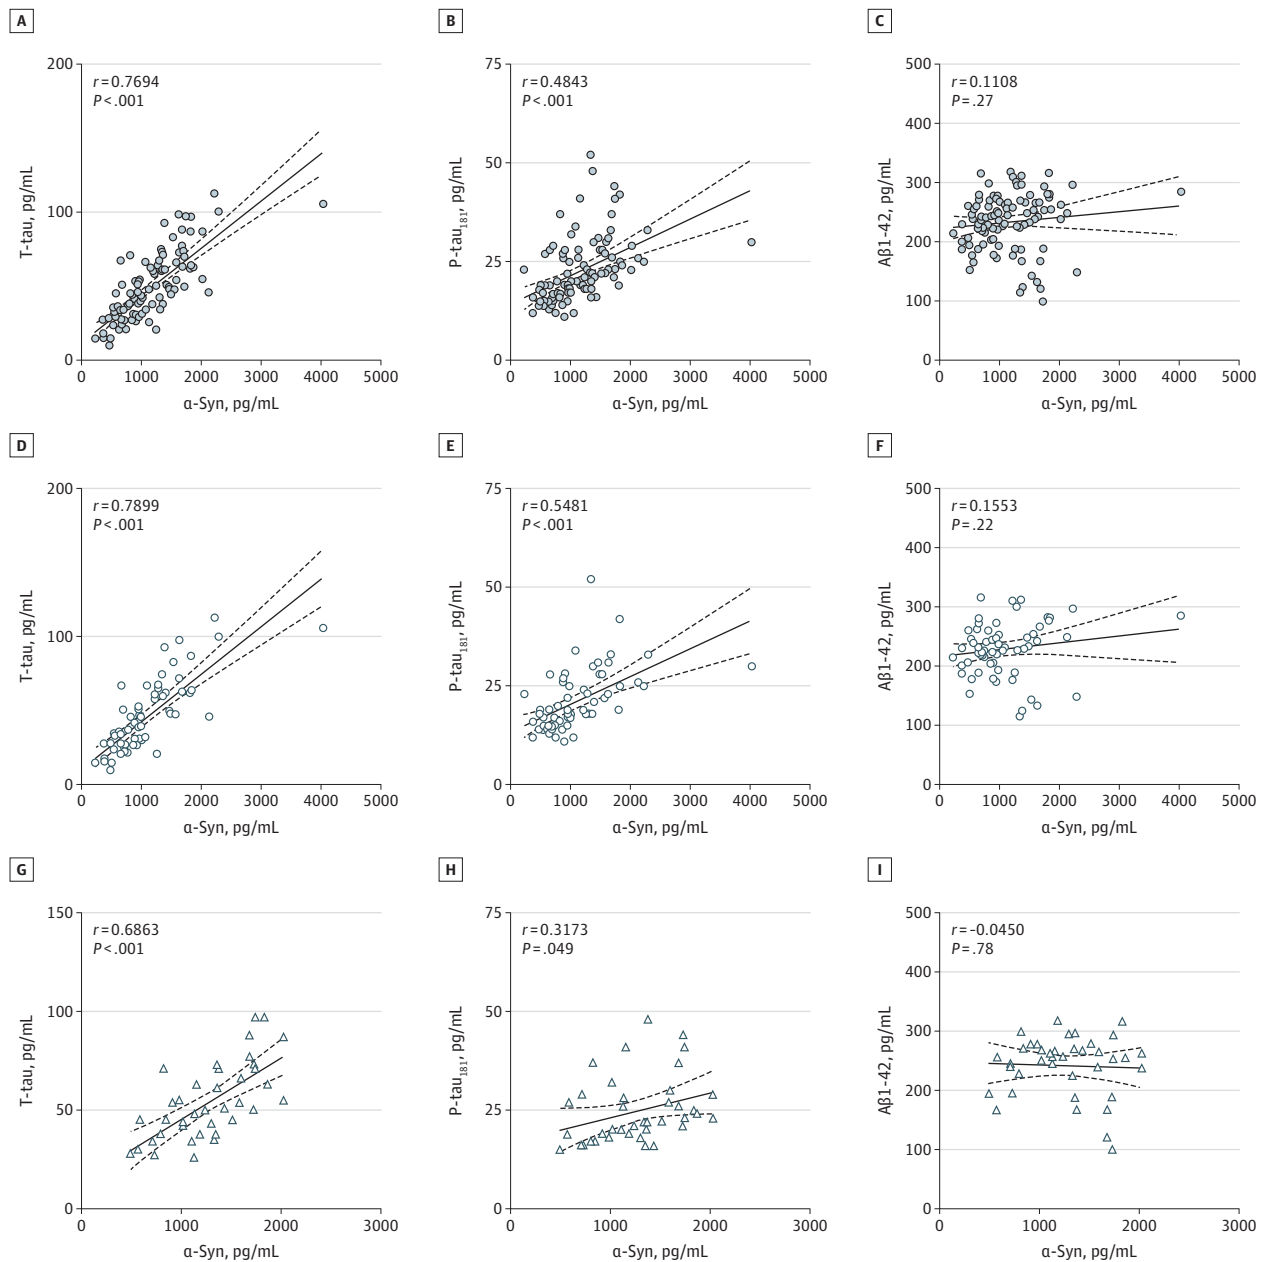 A
r=0.7694
P<.001
T-tau, pg/mL
200
100
0
0 1000 2000 3000 4000 5000
α-Syn, pg/mL
B
r=0.4843
P<.001
P-tau181, pg/mL
75
50
25
0
0 1000 2000 3000 4000 5000
α-Syn, pg/mL
C
r=0.1108
P=.27
Aβ1-42, pg/mL
500
400
300
200
100
0
0 1000 2000 3000 4000 5000
α-Syn, pg/mL
D
r=0.7899
P<.001
T-tau, pg/mL
200
100
0
0 1000 2000 3000 4000 5000
α-Syn, pg/mL
E
r=0.5481
P<.001
P-tau181, pg/mL
75
50
25
0
0 1000 2000 3000 4000 5000
α-Syn, pg/mL
F
r=0.1553
P=.22
Aβ1-42, pg/mL
500
400
300
200
100
0
0 1000 2000 3000 4000 5000
α-Syn, pg/mL
G
r=0.6863
P<.001
T-tau, pg/mL
150
100
50
0
0 1000 2000 3000
α-Syn, pg/mL
H
r=0.3173
P=.049
P-tau181, pg/mL
75
50
25
0
0 1000 2000 3000
α-Syn, pg/mL
I
r=-0.0450
P=.78
Aβ1-42, pg/mL
500
400
300
200
100
0
0 1000 2000 3000
α-Syn, pg/mL